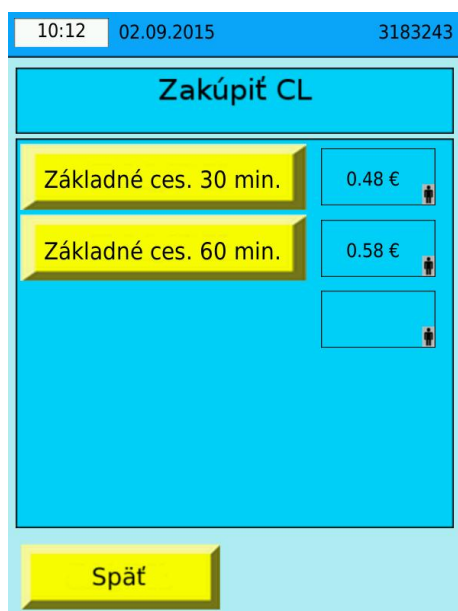 10:12 02.09.2015 3183243
Zakúpiť CL
Základné ces. 30 min. 0.48 €
Základné ces. 60 min. 0.58 €
Späť